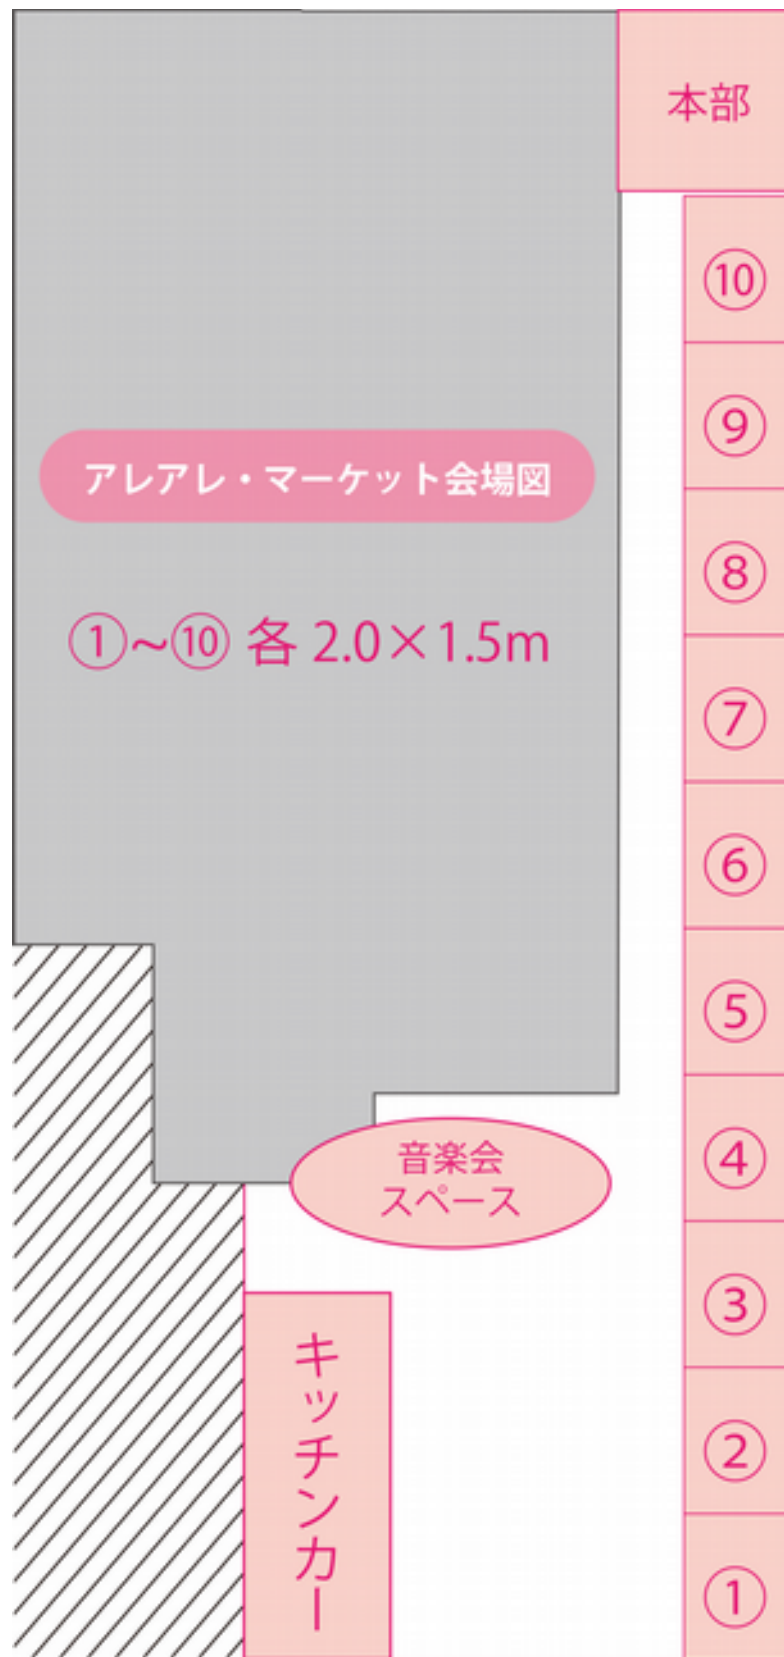 本部
⑩
⑨
アレアレ・マーケット会場図
⑧
①~⑩ 各 2.0×1.5m
⑦
⑥
⑤
④
音楽会
スペース
③
キッチンカー
②
①